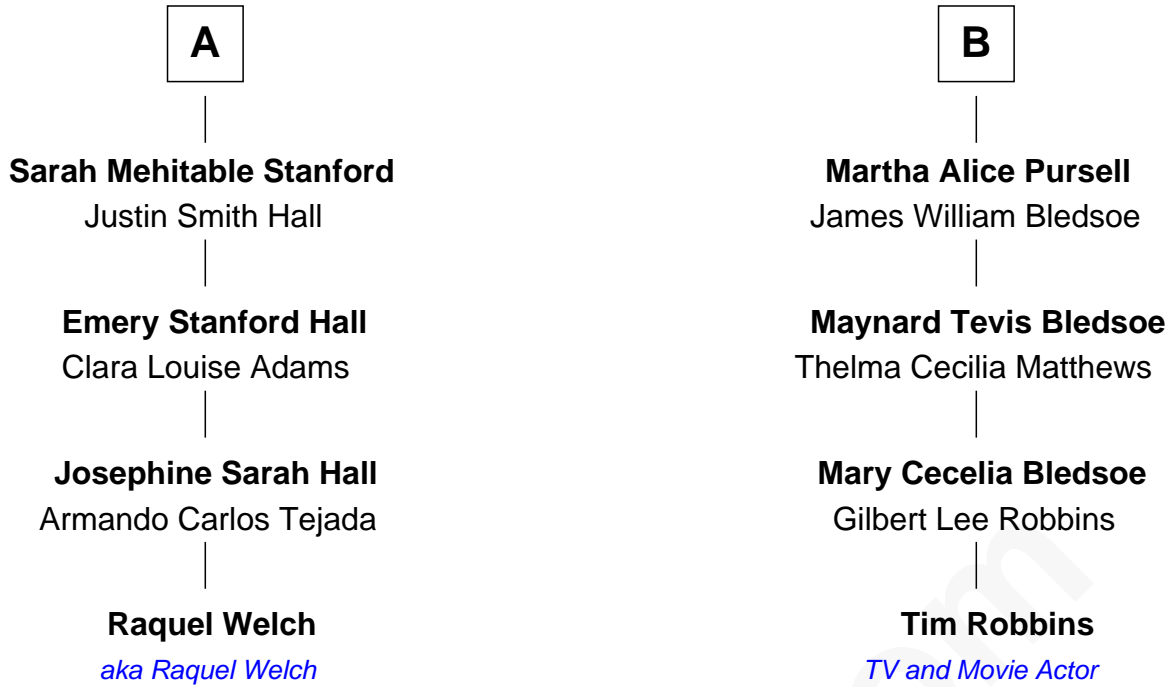 A
Sarah Mehitable Stanford
Justin Smith Hall
Emery Stanford Hall
Clara Louise Adams
Josephine Sarah Hall
Armando Carlos Tejada
Raquel Welch
aka Raquel Welch
B
Martha Alice Pursell
James William Bledsoe
Maynard Tevis Bledsoe
Thelma Cecilia Matthews
Mary Cecelia Bledsoe
Gilbert Lee Robbins
Tim Robbins
TV and Movie Actor